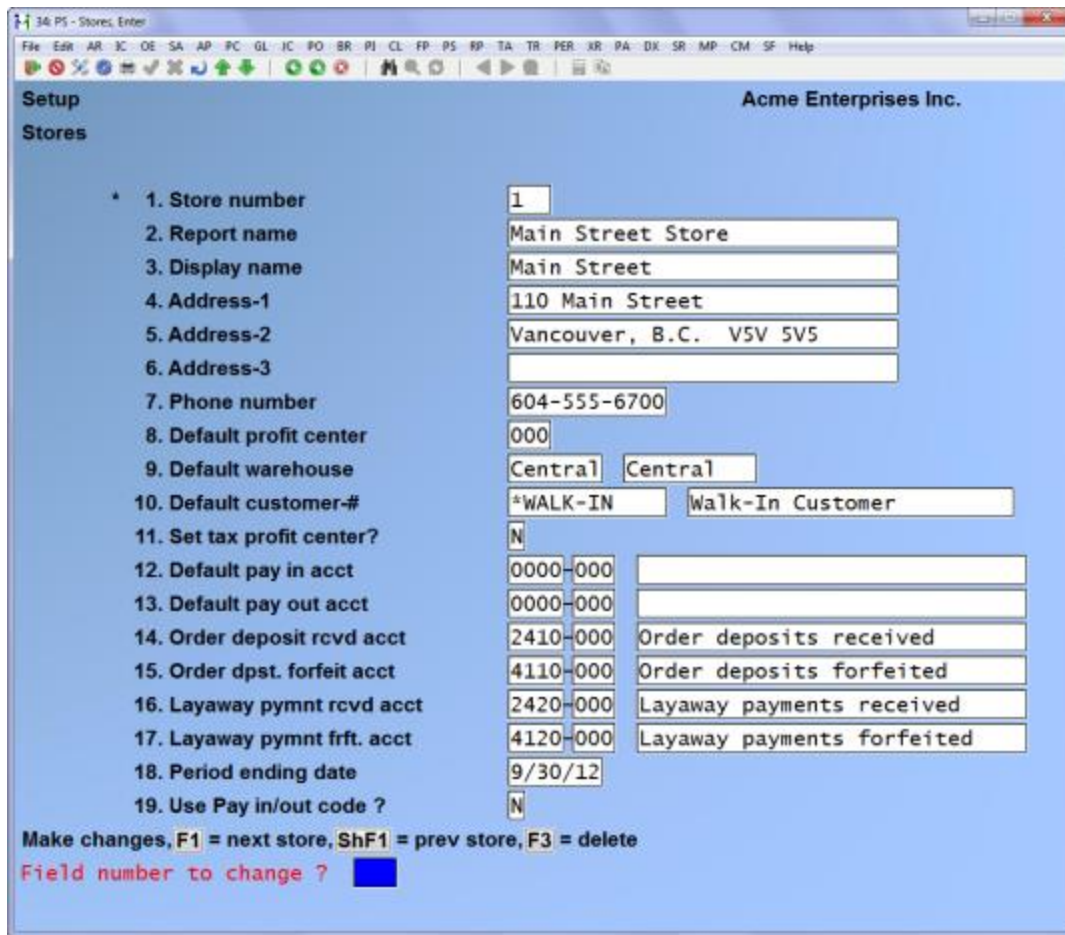 34: PS - Stores, Enter
File Edit AR IC OE SA AP PC GL JC PO BR PI CL FP PS RP TA TR PER XR PA DX SR MP CM SF Help
Setup Acme Enterprises Inc.
Stores
* 1. Store number 1
2. Report name Main Street Store
3. Display name Main Street
4. Address-1 110 Main Street
5. Address-2 Vancouver, B.C. V5V 5V5
6. Address-3
7. Phone number 604-555-6700
8. Default profit center 000
9. Default warehouse Central Central
10. Default customer-# *WALK-IN Walk-In Customer
11. Set tax profit center? N
12. Default pay in acct 0000-000
13. Default pay out acct 0000-000
14. Order deposit rcvd acct 2410-000 Order deposits received
15. Order dpst. forfeit acct 4110-000 Order deposits forfeited
16. Layaway pymnt rcvd acct 2420-000 Layaway payments received
17. Layaway pymnt frft. acct 4120-000 Layaway payments forfeited
18. Period ending date 9/30/12
19. Use Pay in/out code ? N
Make changes, F1 = next store, ShF1 = prev store, F3 = delete
Field number to change ?